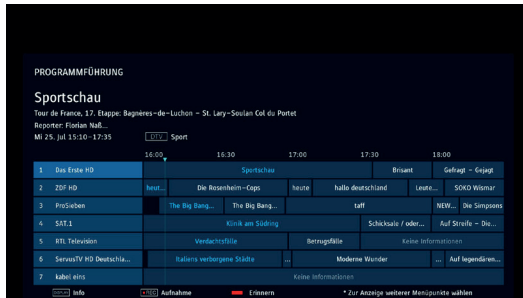 PROGRAMMFÜHRUNG
Sportschau
Tour de France, 17. Etappe: Bagnères-de-Luchon – St. Lary-Soulan Col du Portet
Reporter: Florian Naß...
Mi 25. Jul 15:10-17:35 DTV Sport
16:00 16:30 17:00 17:30 18:00
1 Das Erste HD Sportschau Brisant Gefragt – Gejagt
2 ZDF HD heut... Die Rosenheim-Cops heute hallo deutschland Leute... SOKO Wismar
3 ProSieben The Big Bang... The Big Bang... taff NEW... Die Simpsons
4 SAT.1 Klinik am Südring Schicksale / oder... Auf Streife – Die...
5 RTL Television Verdachtsfälle Betrugsfälle Keine Informationen
6 ServusTV HD Deutschla... Italiens verborgene Städte ... Moderne Wunder ... Auf legendären...
7 kabel eins Keine Informationen
Info REC Aufnahme Erinnern * Zur Anzeige weiterer Menüpunkte wählen